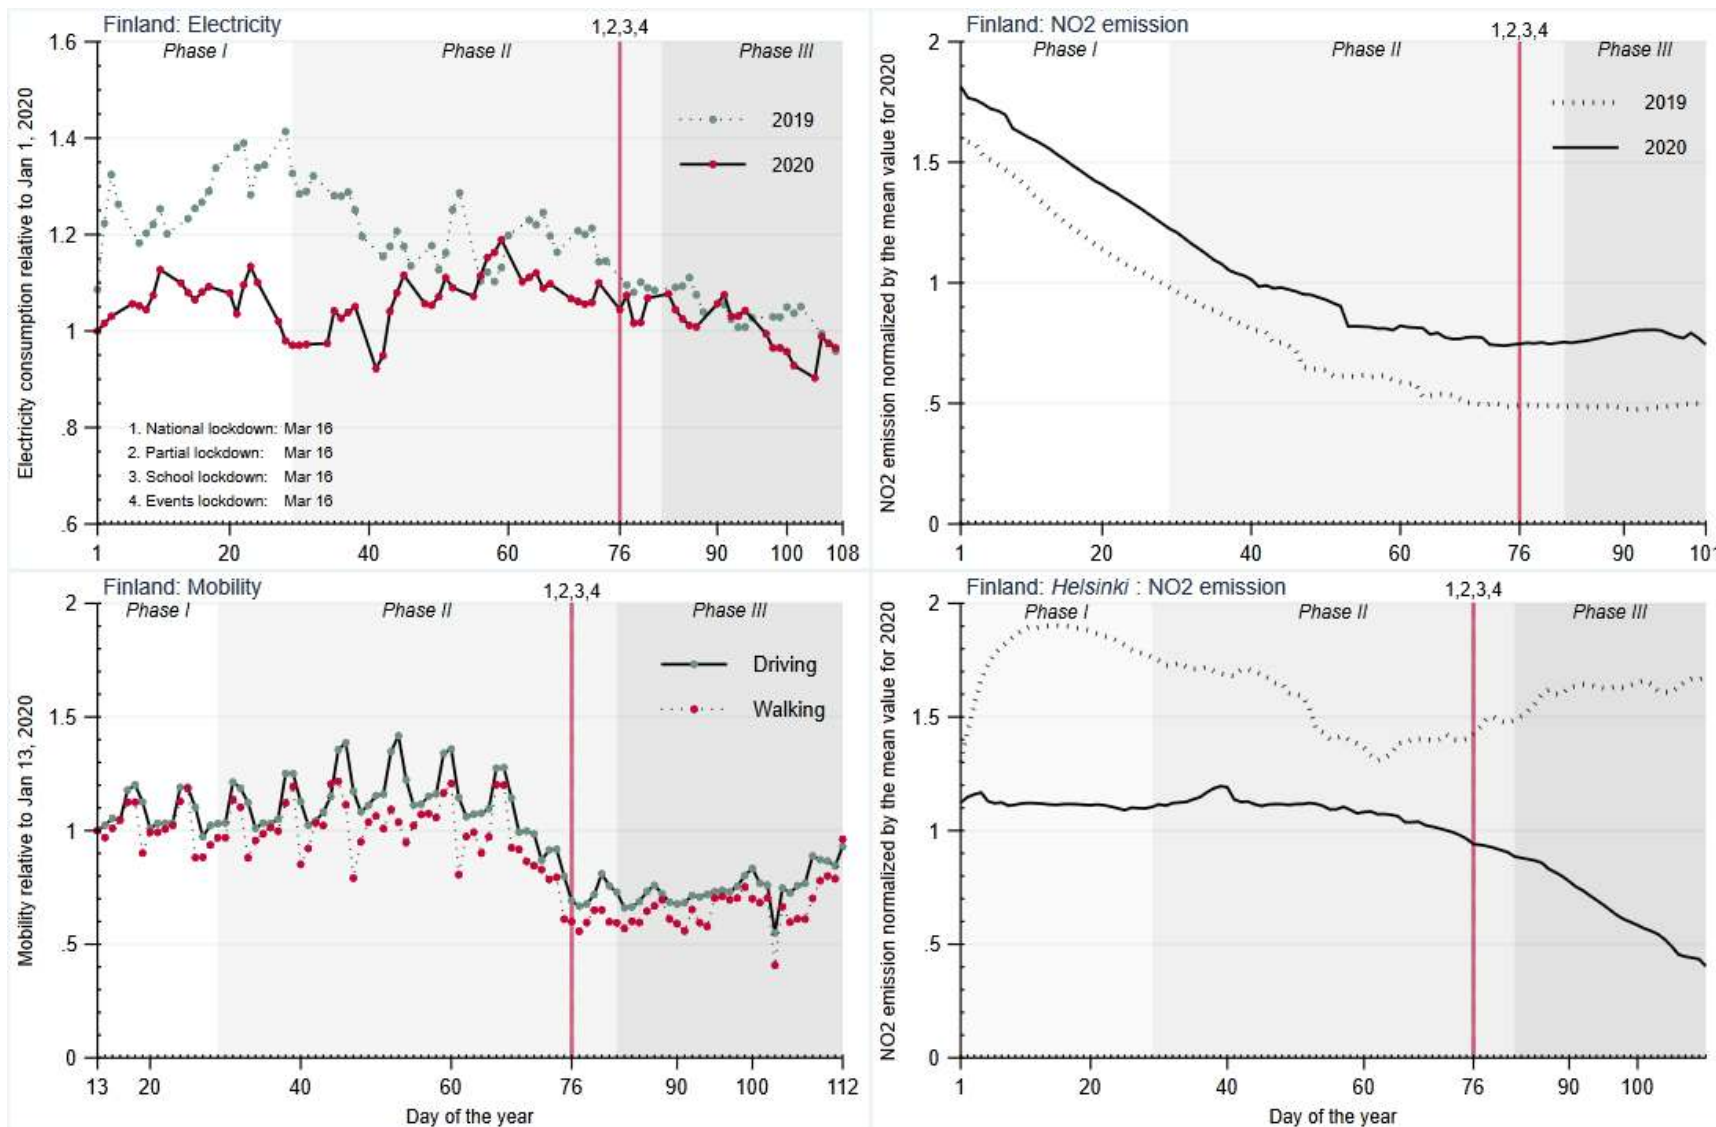 Finland: Electricity
1,2,3,4
Phase I
Phase II
Phase III
Electricity consumption relative to Jan 1, 2020
1.6
1.4
1.2
1
.8
.6
2019
2020
1. National lockdown: Mar 16
2. Partial lockdown: Mar 16
3. School lockdown: Mar 16
4. Events lockdown: Mar 16
1 20 40 60 76 90 100 108
Finland: NO2 emission
1,2,3,4
Phase I
Phase II
Phase III
NO2 emission normalized by the mean value for 2020
2
1.5
1
.5
0
2019
2020
1 20 40 60 76 90 101
Finland: Mobility
1,2,3,4
Phase I
Phase II
Phase III
Mobility relative to Jan 13, 2020
2
1.5
1
.5
0
Driving
Walking
13 20 40 60 76 90 100 112
Day of the year
Finland: Helsinki : NO2 emission
1,2,3,4
Phase I
Phase II
Phase III
NO2 emission normalized by the mean value for 2020
2
1.5
1
.5
0
1 20 40 60 76 90 100
Day of the year